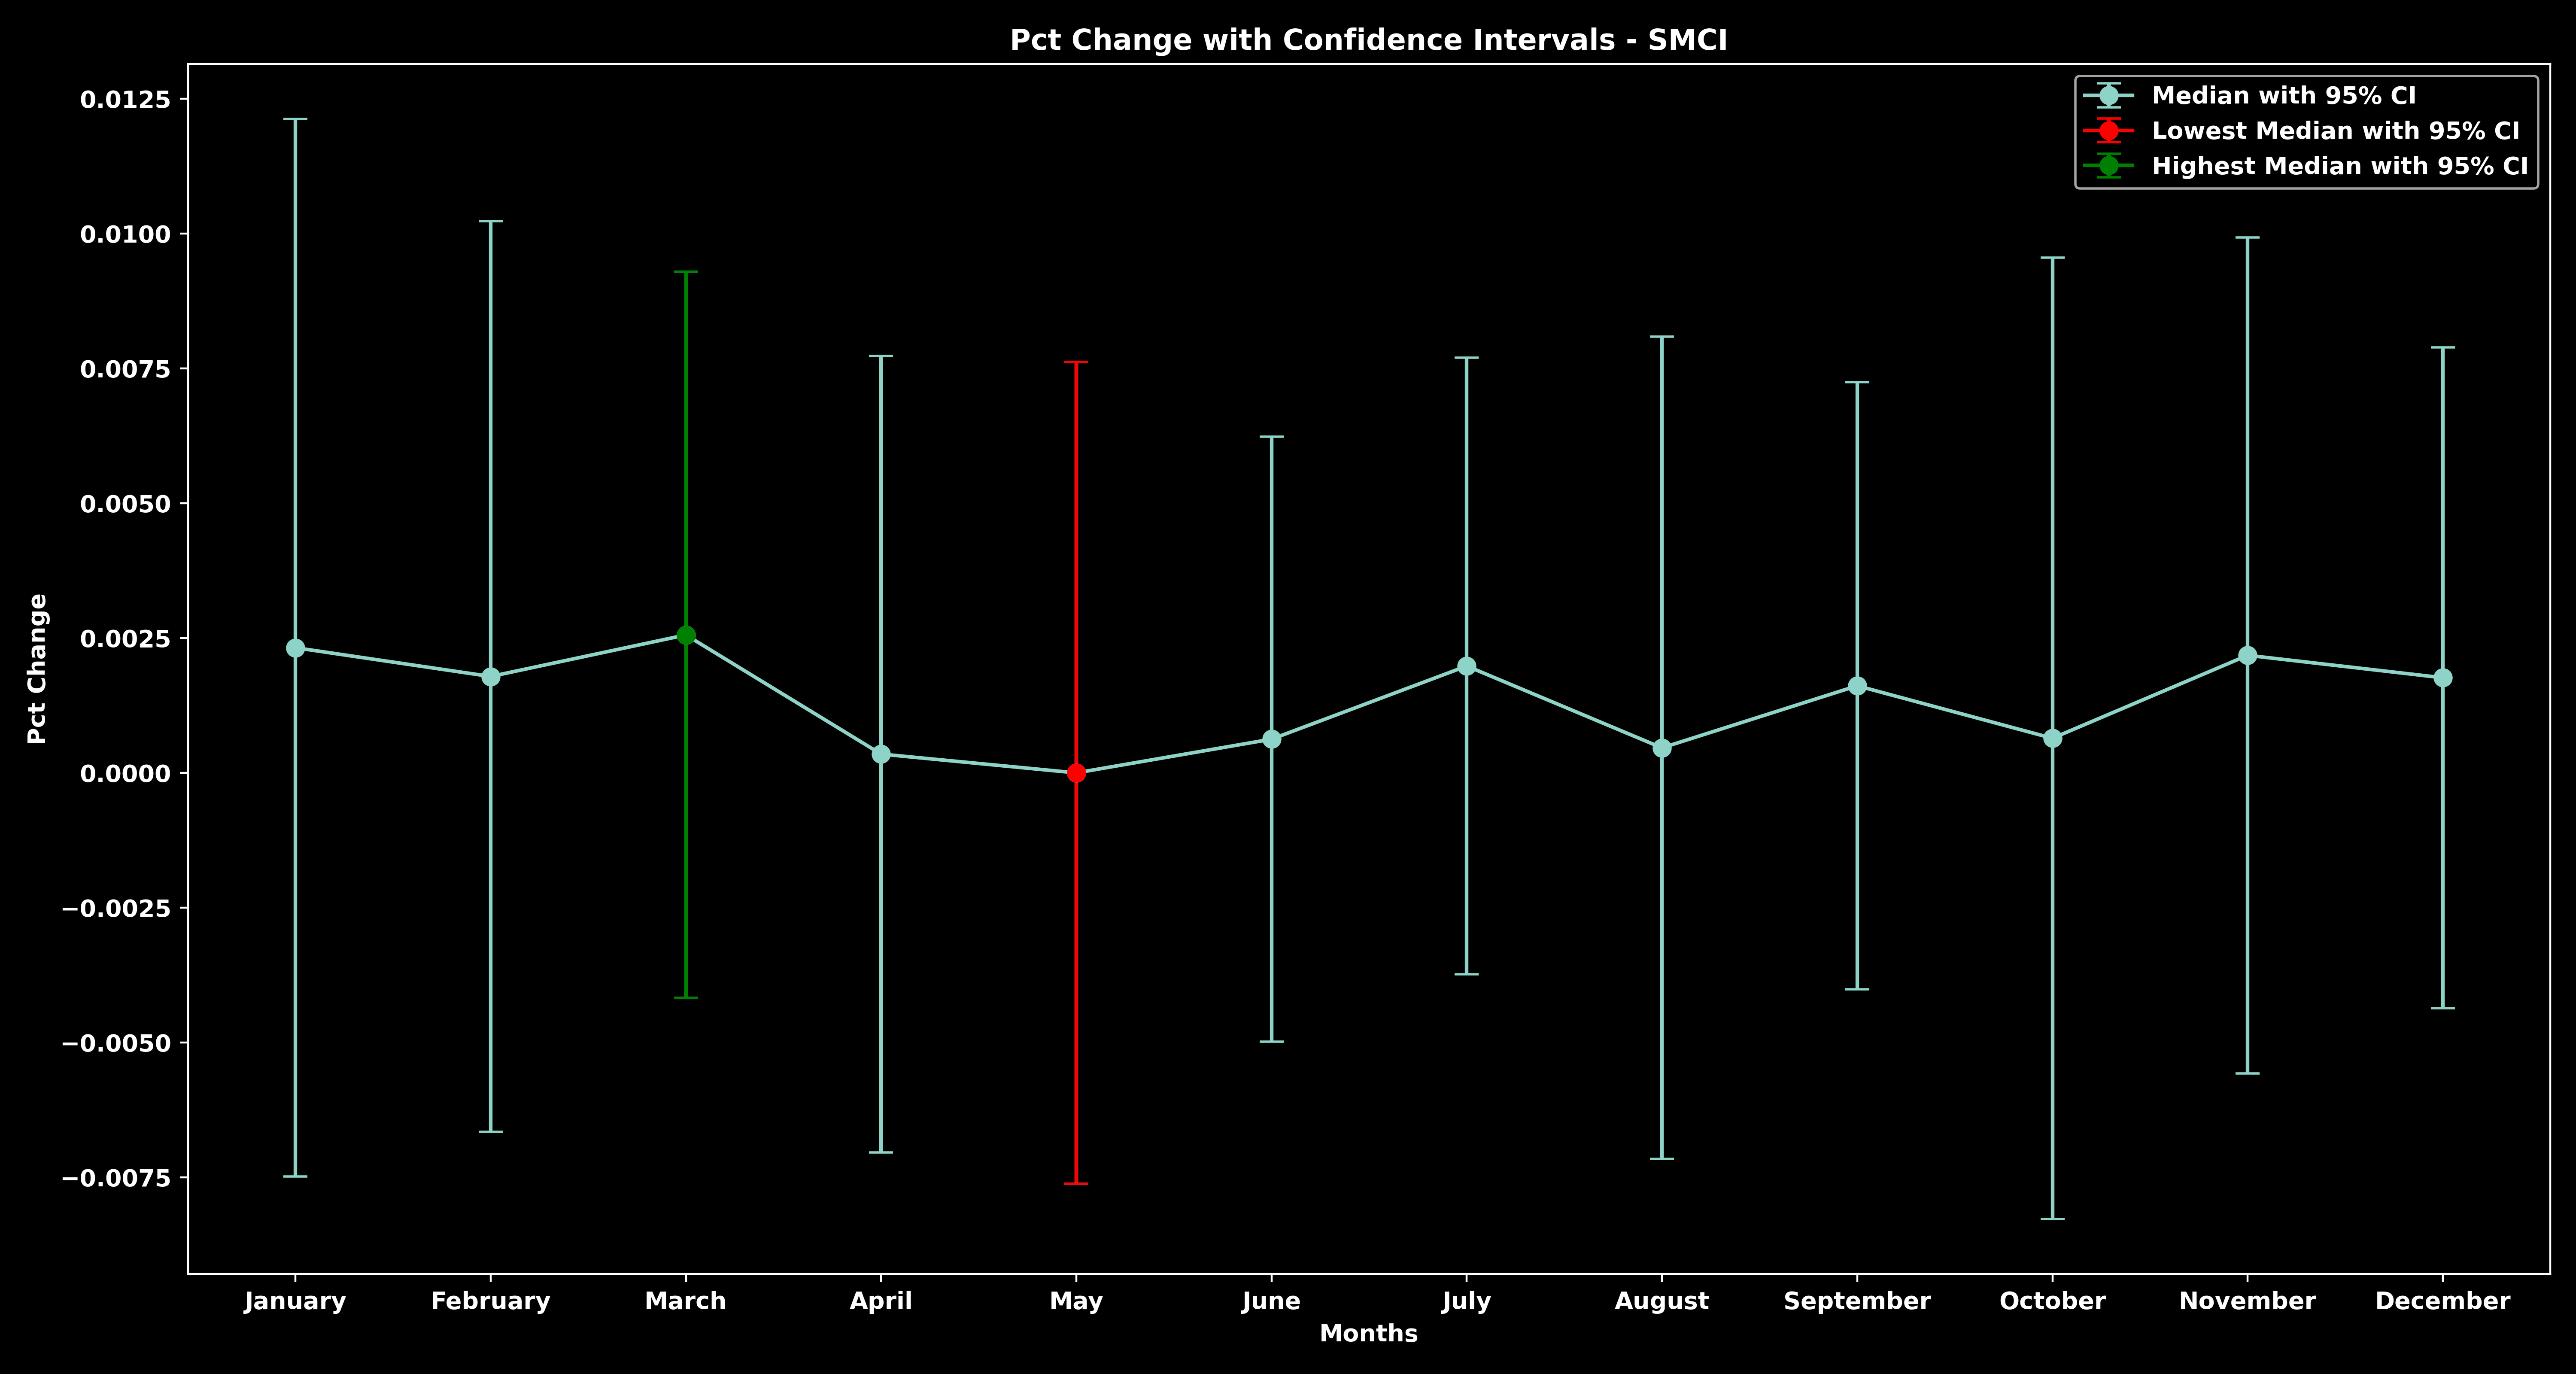 Pct Change with Confidence Intervals - SMCI
Median with 95% CI
Lowest Median with 95% CI
Highest Median with 95% CI
Pct Change
0.0125
0.0100
0.0075
0.0050
0.0025
0.0000
−0.0025
−0.0050
−0.0075
January February March April May June July August September October November December
Months